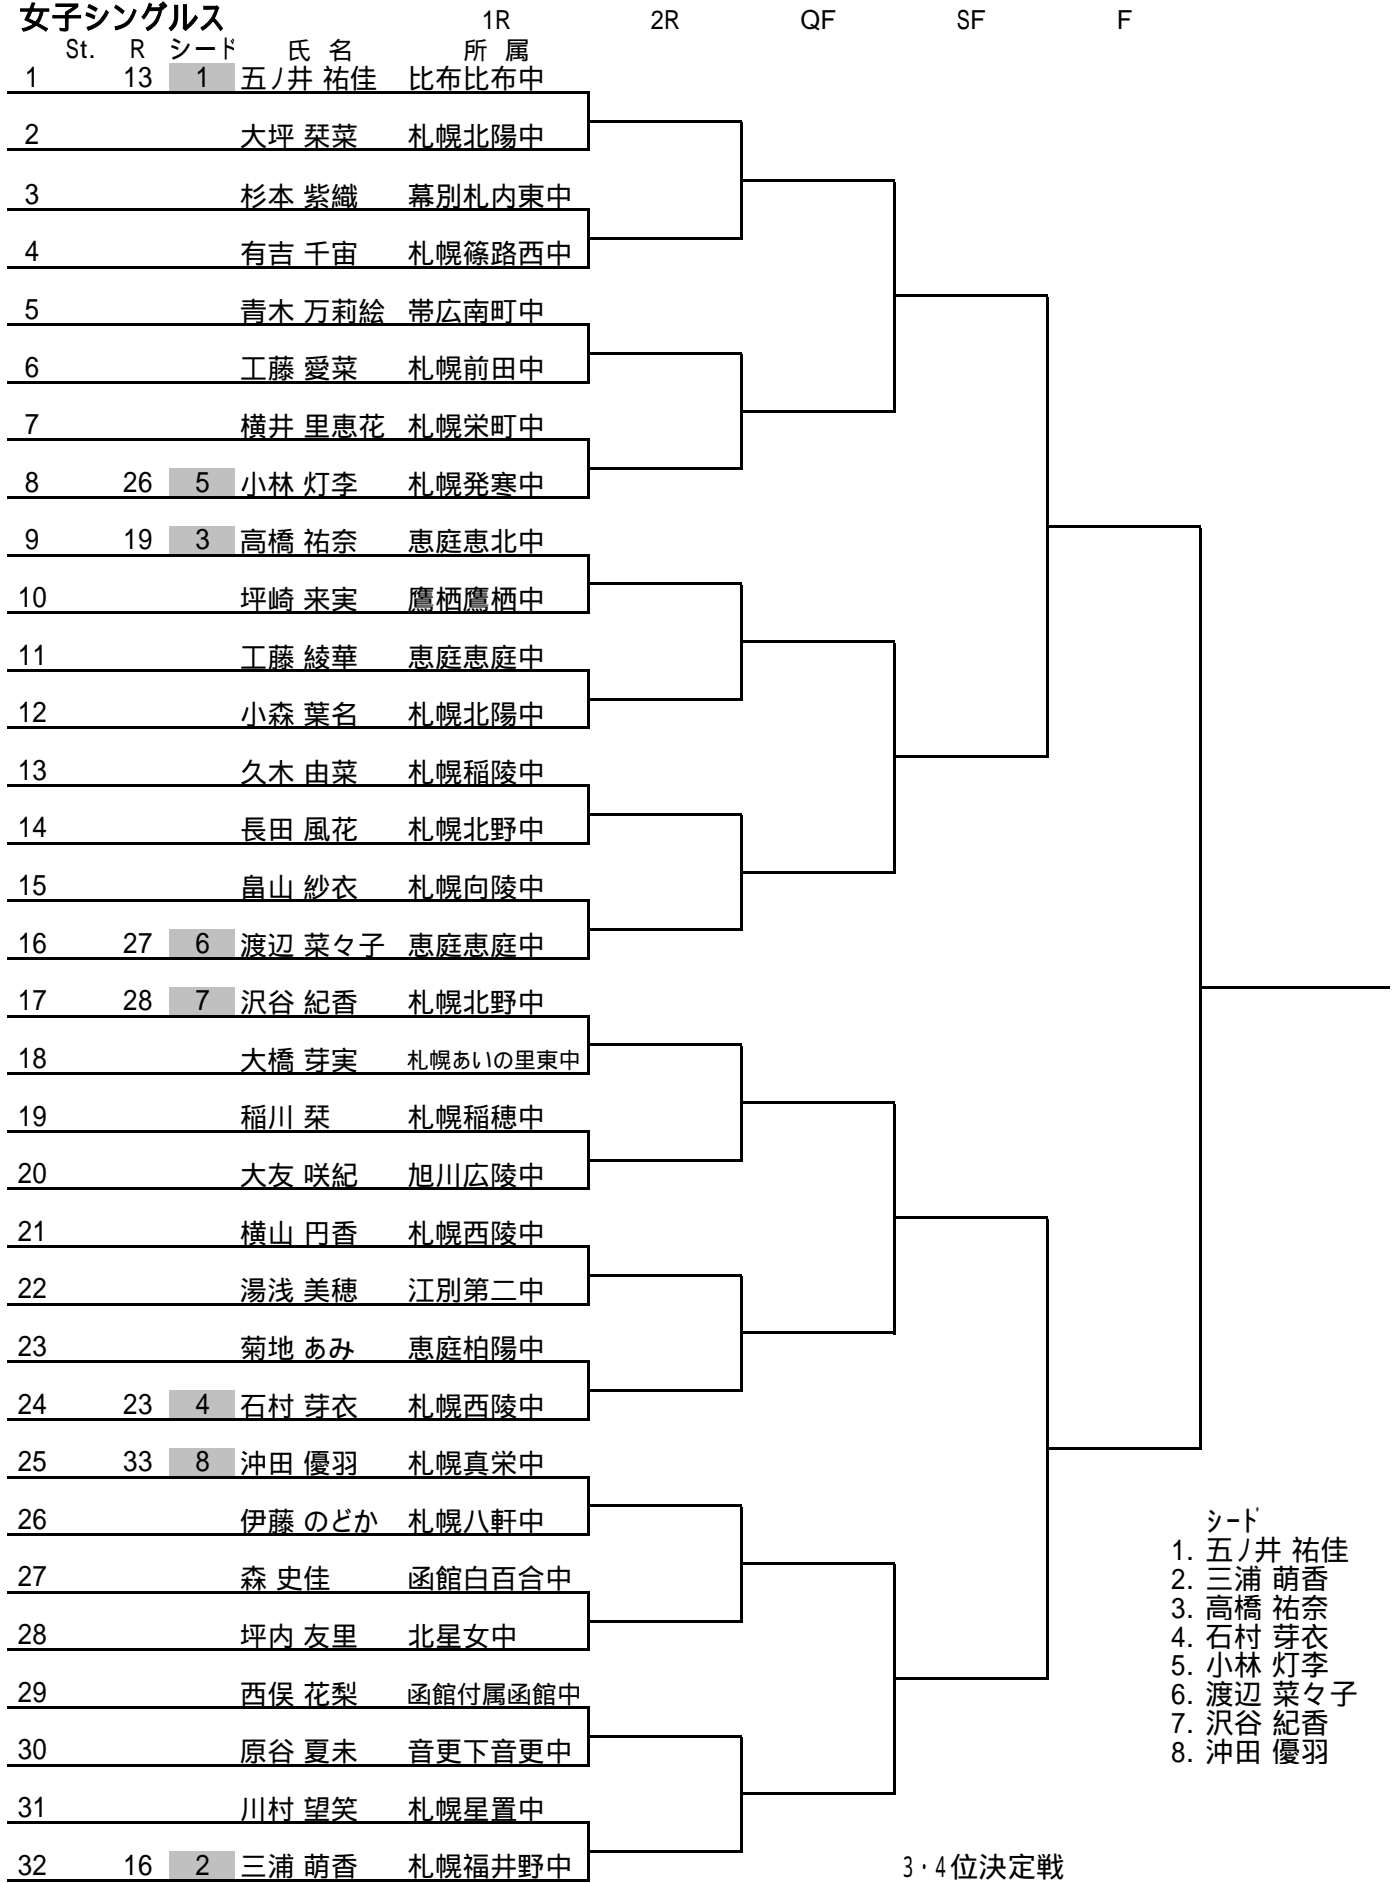 女子シングルス 1R 2R QF SF F
St. R シード 氏 名 所 属
1 13 1 五ノ井 祐佳 比布比布中
2 大坪 栞菜 札幌北陽中
3 杉本 紫織 幕別札内東中
4 有吉 千宙 札幌篠路西中
5 青木 万莉絵 帯広南町中
6 工藤 愛菜 札幌前田中
7 横井 里恵花 札幌栄町中
8 26 5 小林 灯李 札幌発寒中
9 19 3 高橋 祐奈 恵庭恵北中
10 坪崎 来実 鷹栖鷹栖中
11 工藤 綾華 恵庭恵庭中
12 小森 葉名 札幌北陽中
13 久木 由菜 札幌稲陵中
14 長田 風花 札幌北野中
15 畠山 紗衣 札幌向陵中
16 27 6 渡辺 菜々子 恵庭恵庭中
17 28 7 沢谷 紀香 札幌北野中
18 大橋 芽実 札幌あいの里東中
19 稲川 栞 札幌稲穂中
20 大友 咲紀 旭川広陵中
21 横山 円香 札幌西陵中
22 湯浅 美穂 江別第二中
23 菊地 あみ 恵庭柏陽中
24 23 4 石村 芽衣 札幌西陵中
25 33 8 沖田 優羽 札幌真栄中
26 伊藤 のどか 札幌八軒中
27 森 史佳 函館白百合中
28 坪内 友里 北星女中
29 西俣 花梨 函館付属函館中
30 原谷 夏未 音更下音更中
31 川村 望笑 札幌星置中
32 16 2 三浦 萌香 札幌福井野中
シード
1. 五ノ井 祐佳
2. 三浦 萌香
3. 高橋 祐奈
4. 石村 芽衣
5. 小林 灯李
6. 渡辺 菜々子
7. 沢谷 紀香
8. 沖田 優羽
3・4位決定戦